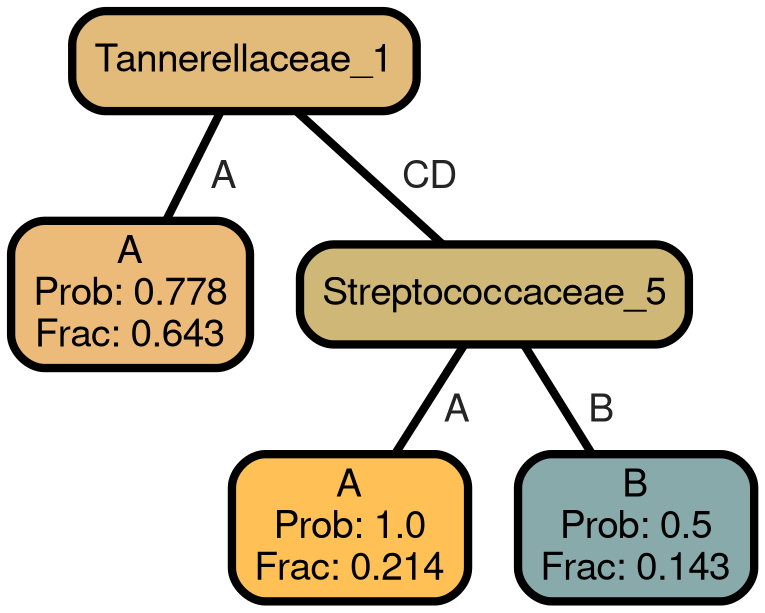 Tannerellaceae_1
A
CD
A
Prob: 0.778
Frac: 0.643
Streptococcaceae_5
A
B
A
Prob: 1.0
Frac: 0.214
B
Prob: 0.5
Frac: 0.143